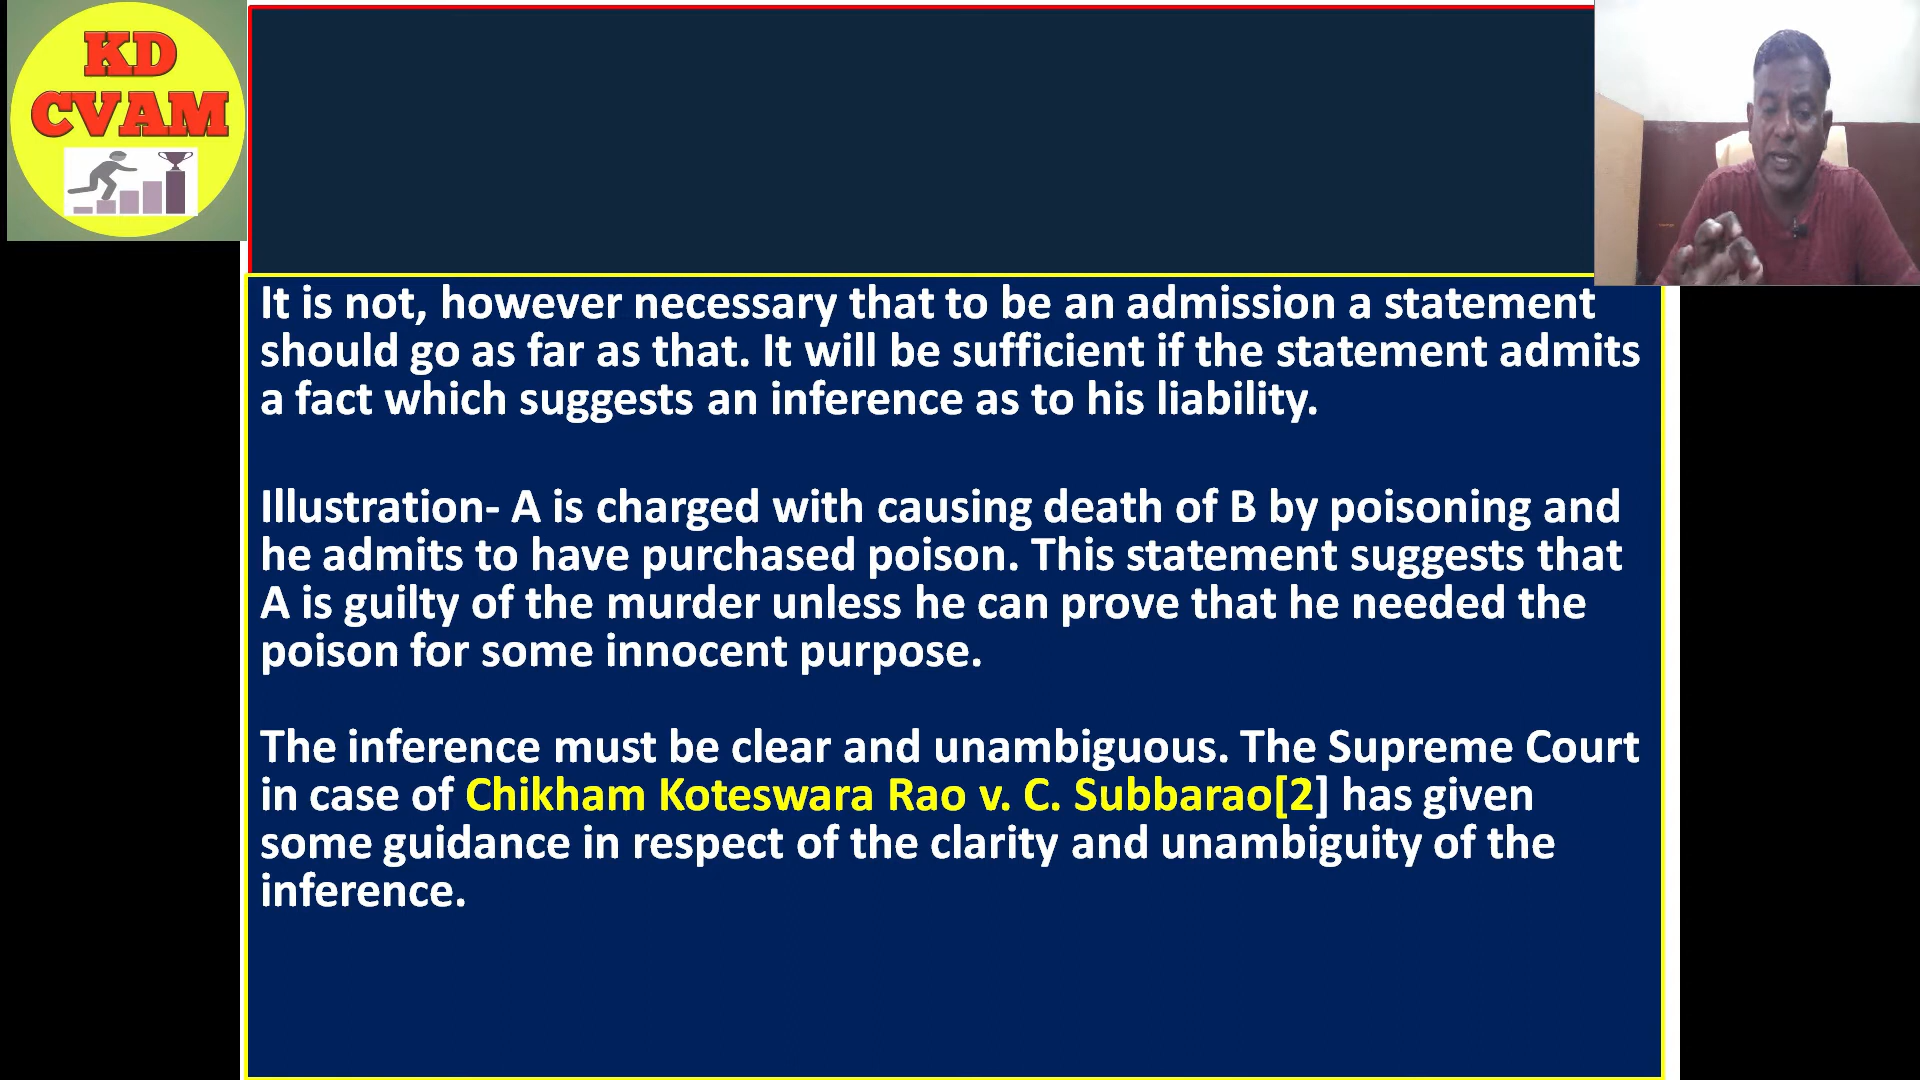 KD
CVAM
It is not, however necessary that to be an admission a statement
should go as far as that. It will be sufficient if the statement admits
a fact which suggests an inference as to his liability.
Illustration- A is charged with causing death of B by poisoning and
he admits to have purchased poison. This statement suggests that
A is guilty of the murder unless he can prove that he needed the
poison for some innocent purpose.
The inference must be clear and unambiguous. The Supreme Court
in case of Chikham Koteswara Rao v. C. Subbarao[2] has given
some guidance in respect of the clarity and unambiguity of the
inference.